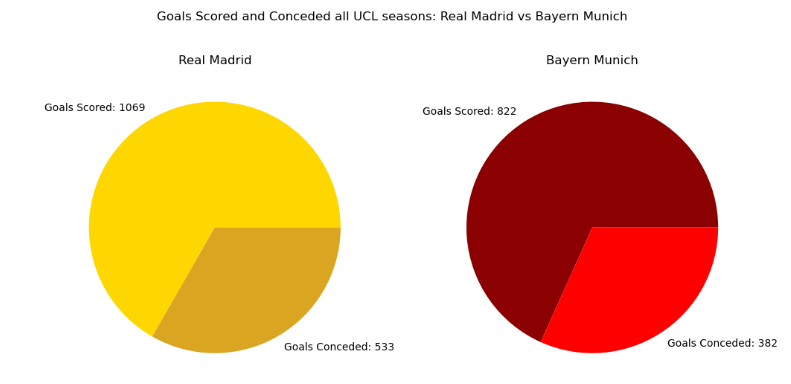 Goals Scored and Conceded all UCL seasons: Real Madrid vs Bayern Munich
Real Madrid
Goals Scored: 1069
Goals Conceded: 533
Bayern Munich
Goals Scored: 822
Goals Conceded: 382